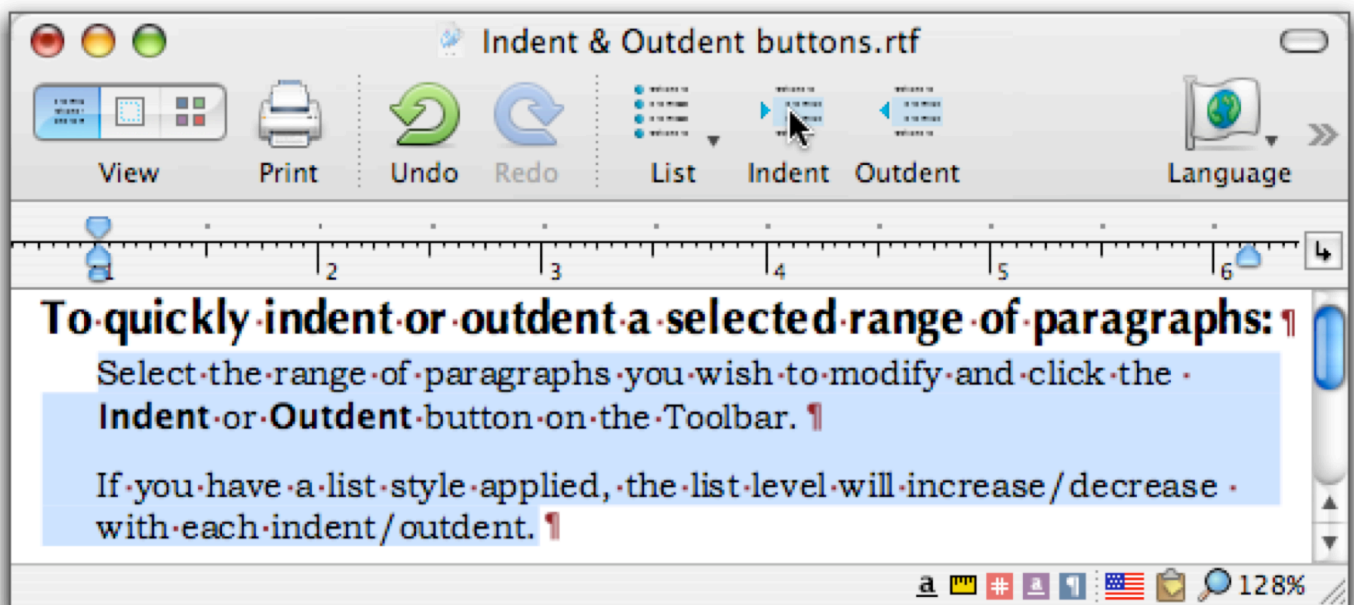 Indent & Outdent buttons.rtf
View Print Undo Redo List Indent Outdent Language
1 2 3 4 5 6
To quickly indent or outdent a selected range of paragraphs: ¶
Select the range of paragraphs you wish to modify and click the
Indent or Outdent button on the Toolbar. ¶
If you have a list style applied, the list level will increase/decrease
with each indent/outdent. ¶
a # a ¶ 128%